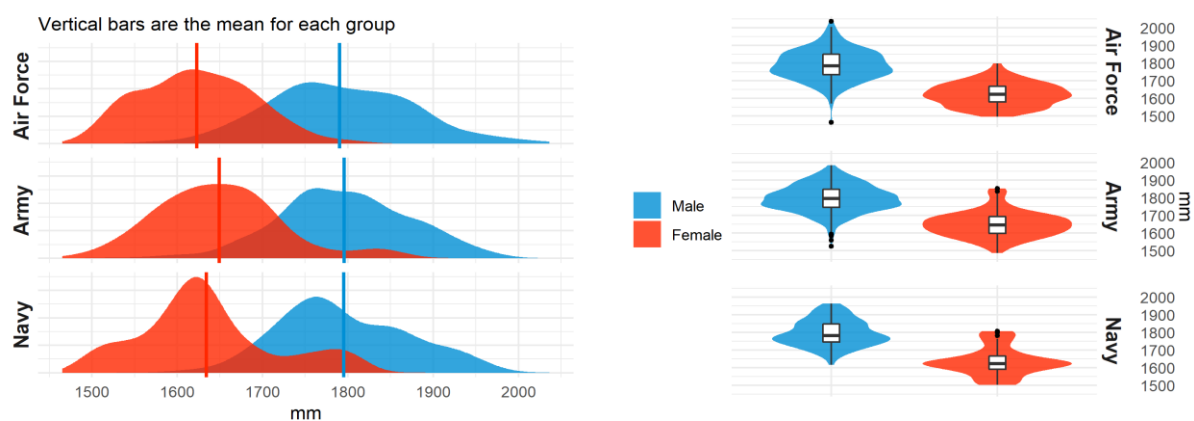 Vertical bars are the mean for each group
Air Force
Army
Navy
1500 1600 1700 1800 1900 2000
mm
Male
Female
Air Force
2000
1900
1800
1700
1600
1500
Army
2000
1900
1800
1700
1600
1500
mm
Navy
2000
1900
1800
1700
1600
1500